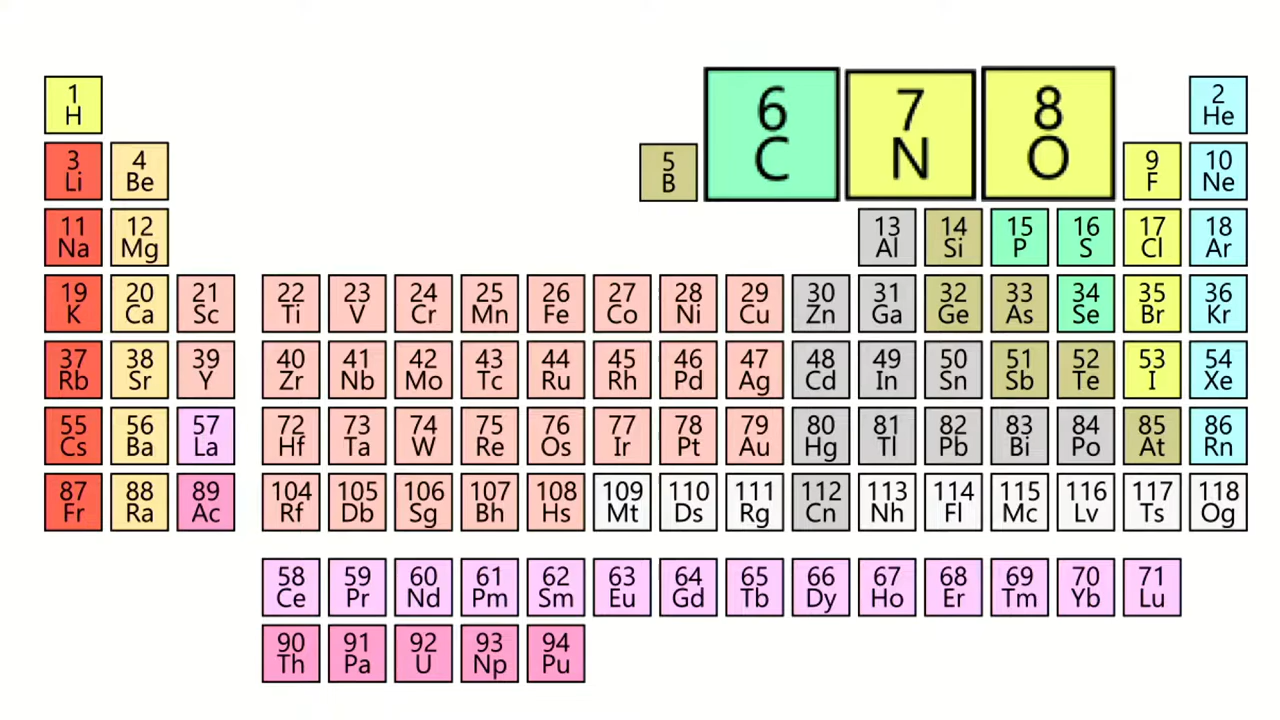 1 6 7 8 2
H C N O He
3 4 5 9 10
Li Be B F Ne
11 12 13 14 15 16 17 18
Na Mg Al Si P S Cl Ar
19 20 21 22 23 24 25 26 27 28 29 30 31 32 33 34 35 36
K Ca Sc Ti V Cr Mn Fe Co Ni Cu Zn Ga Ge As Se Br Kr
37 38 39 40 41 42 43 44 45 46 47 48 49 50 51 52 53 54
Rb Sr Y Zr Nb Mo Tc Ru Rh Pd Ag Cd In Sn Sb Te I Xe
55 56 57 72 73 74 75 76 77 78 79 80 81 82 83 84 85 86
Cs Ba La Hf Ta W Re Os Ir Pt Au Hg Tl Pb Bi Po At Rn
87 88 89 104 105 106 107 108 109 110 111 112 113 114 115 116 117 118
Fr Ra Ac Rf Db Sg Bh Hs Mt Ds Rg Cn Nh Fl Mc Lv Ts Og
58 59 60 61 62 63 64 65 66 67 68 69 70 71
Ce Pr Nd Pm Sm Eu Gd Tb Dy Ho Er Tm Yb Lu
90 91 92 93 94
Th Pa U Np Pu